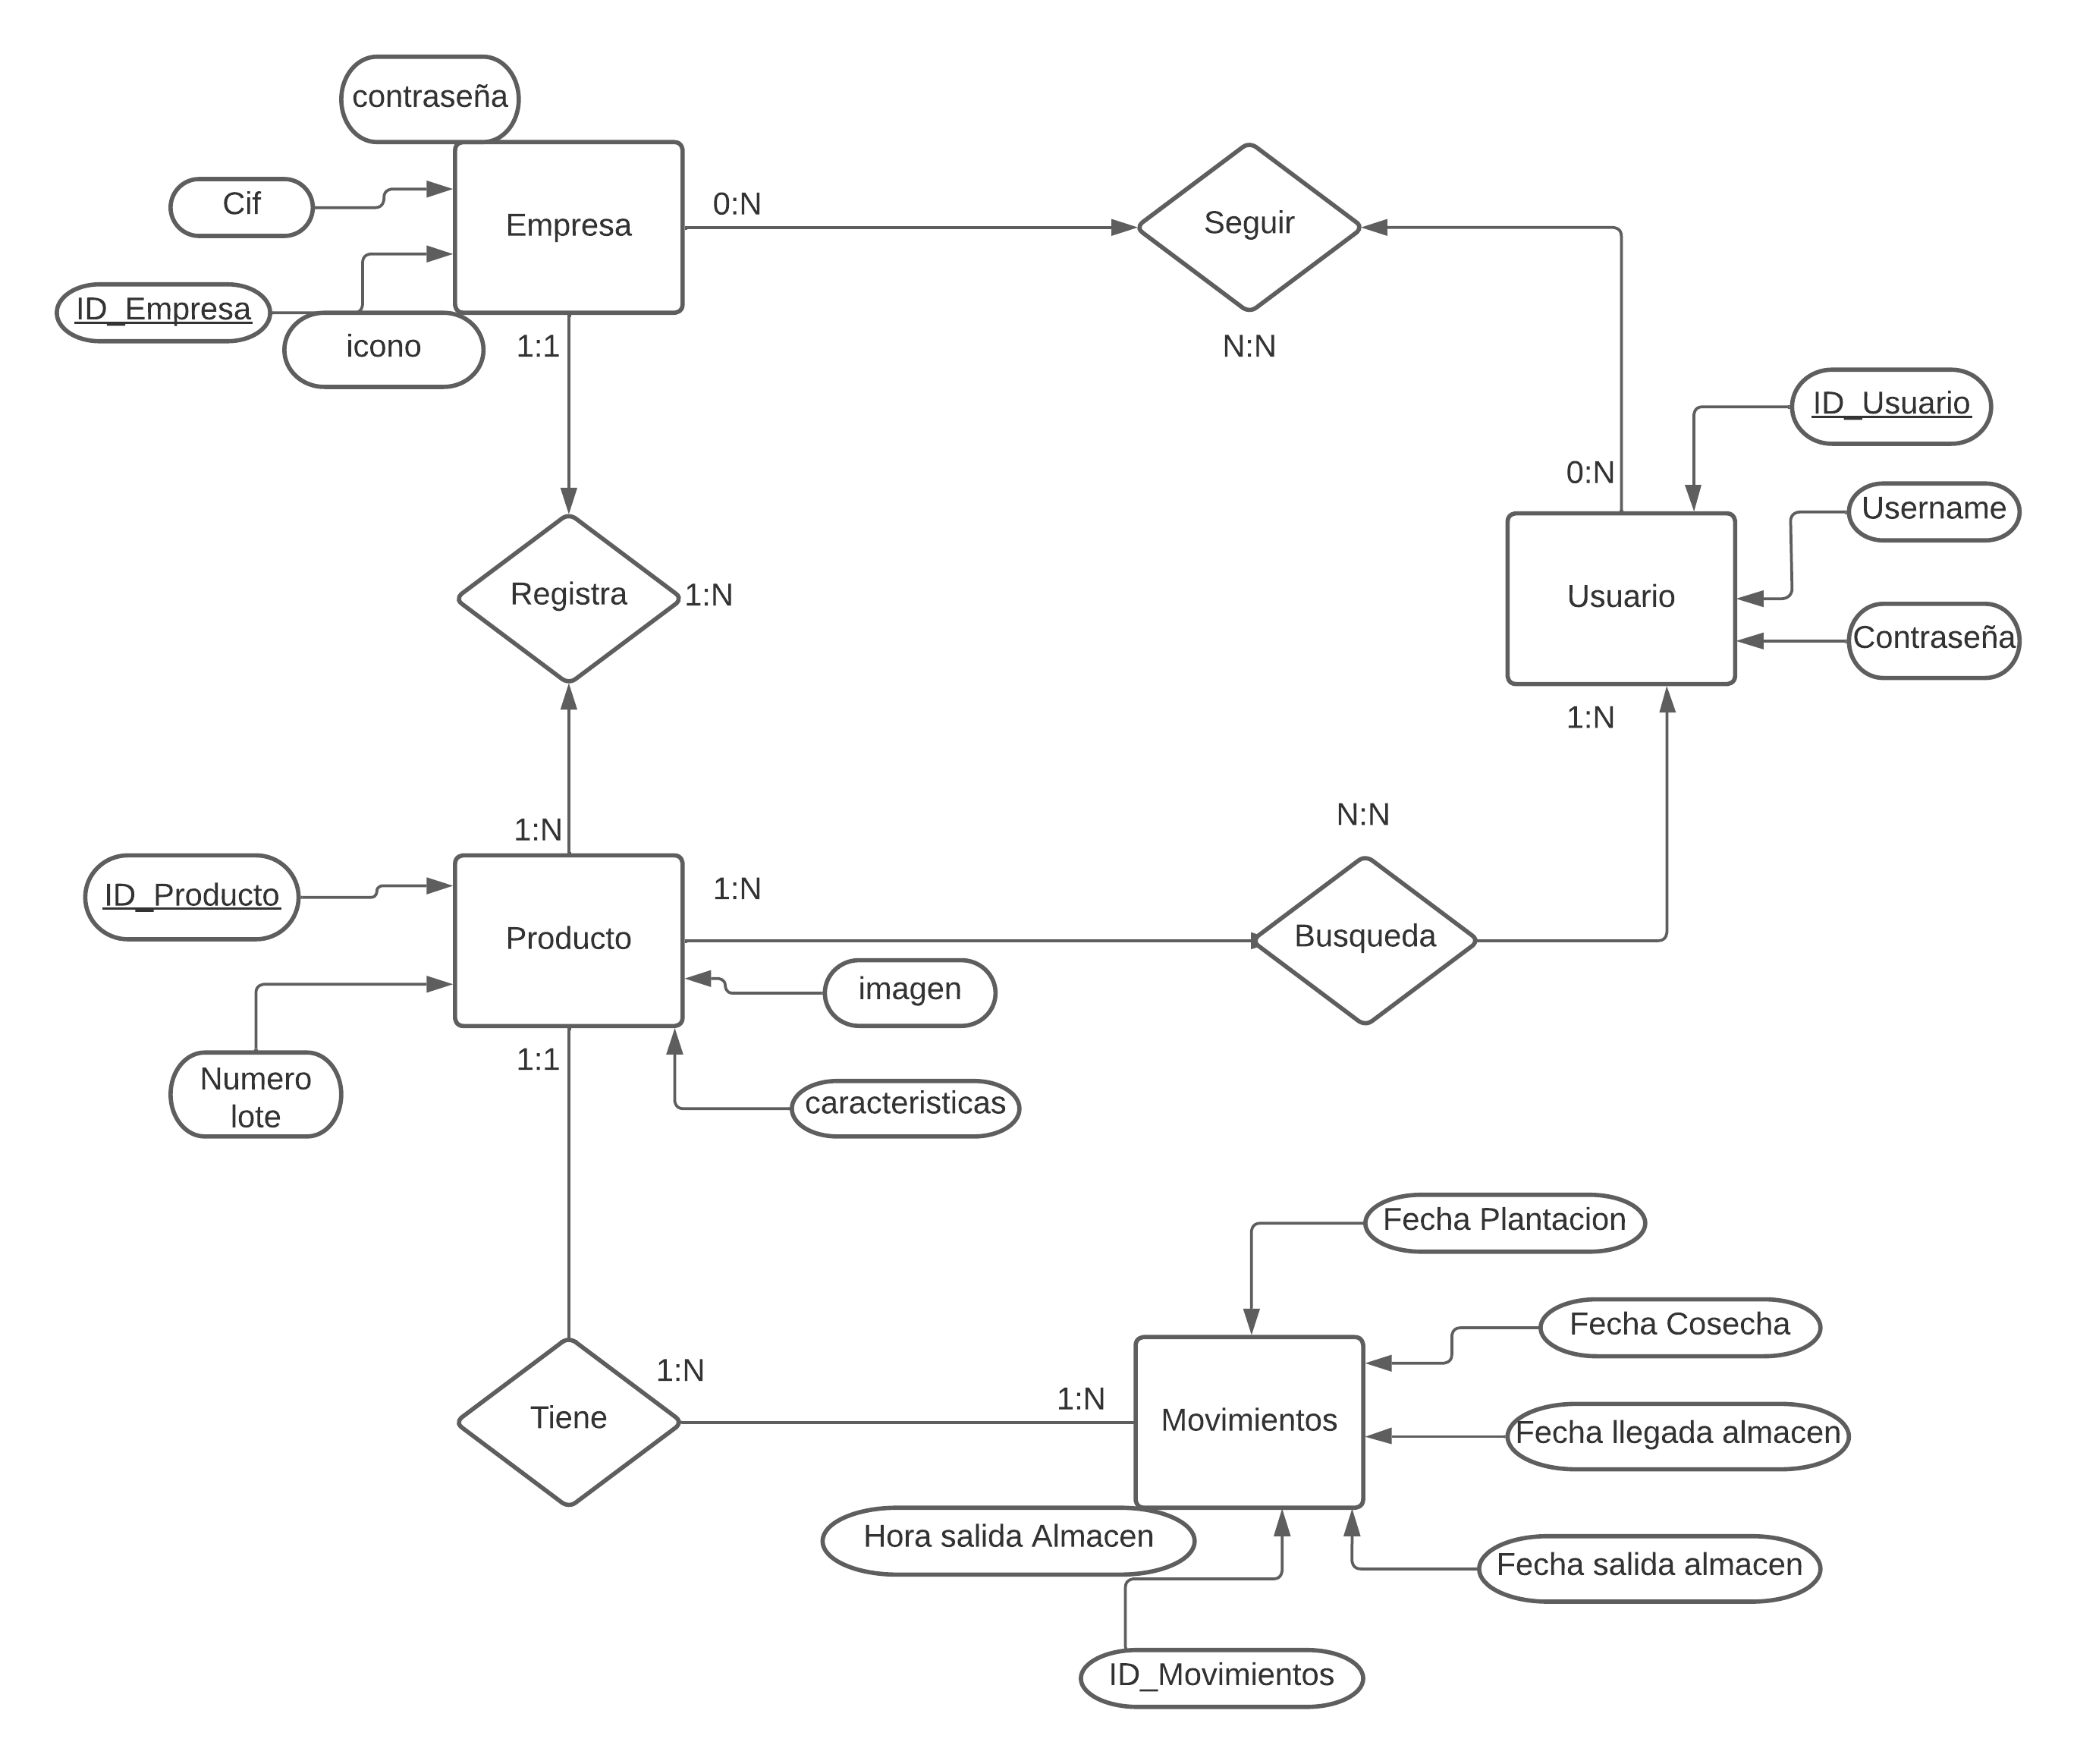 contraseña
Cif
Empresa
0:N
Seguir
ID_Empresa
icono
1:1
N:N
ID_Usuario
0:N
Username
Registra
1:N
Usuario
Contraseña
1:N
N:N
1:N
ID_Producto
1:N
Producto
Busqueda
imagen
1:1
Numero
lote
caracteristicas
Fecha Plantacion
Fecha Cosecha
1:N
1:N
Tiene
Movimientos
Fecha llegada almacen
Hora salida Almacen
Fecha salida almacen
ID_Movimientos